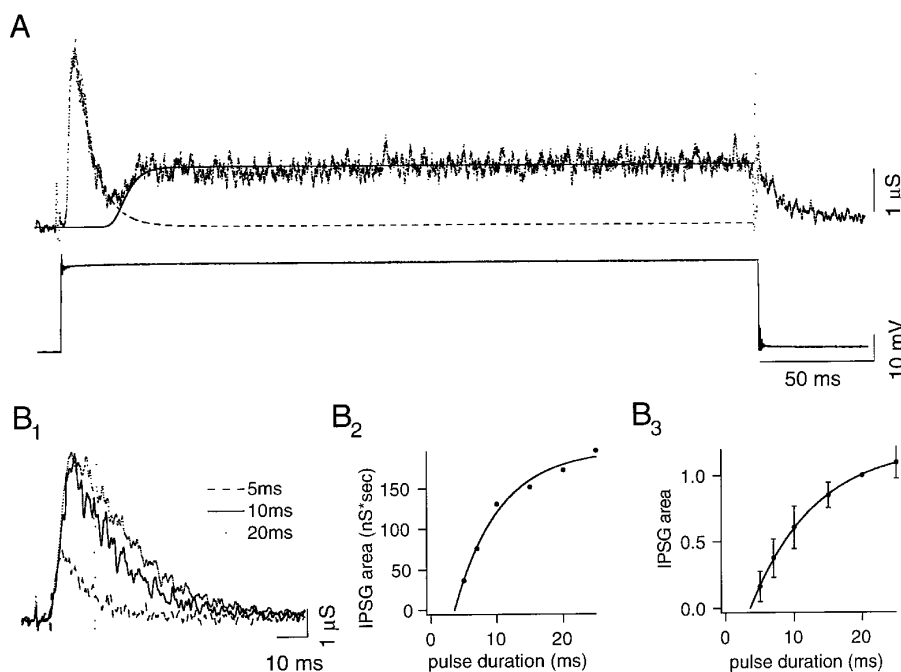 A
1 µS
10 mV
50 ms
B1
5ms
10ms
20ms
1 µS
10 ms
B2
IPSG area (nS*sec)
150
100
50
0
0 10 20
pulse duration (ms)
B3
IPSG area
1.0
0.5
0.0
0 10 20
pulse duration (ms)